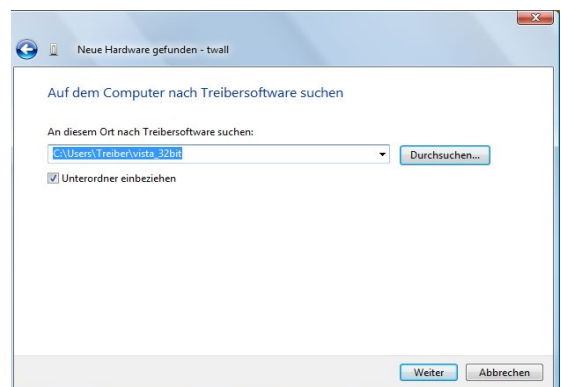 Neue Hardware gefunden - twall
Auf dem Computer nach Treibersoftware suchen
An diesem Ort nach Treibersoftware suchen:
C:\Users\Treiber\vista_32bit
Durchsuchen...
Unterordner einbeziehen
Weiter
Abbrechen